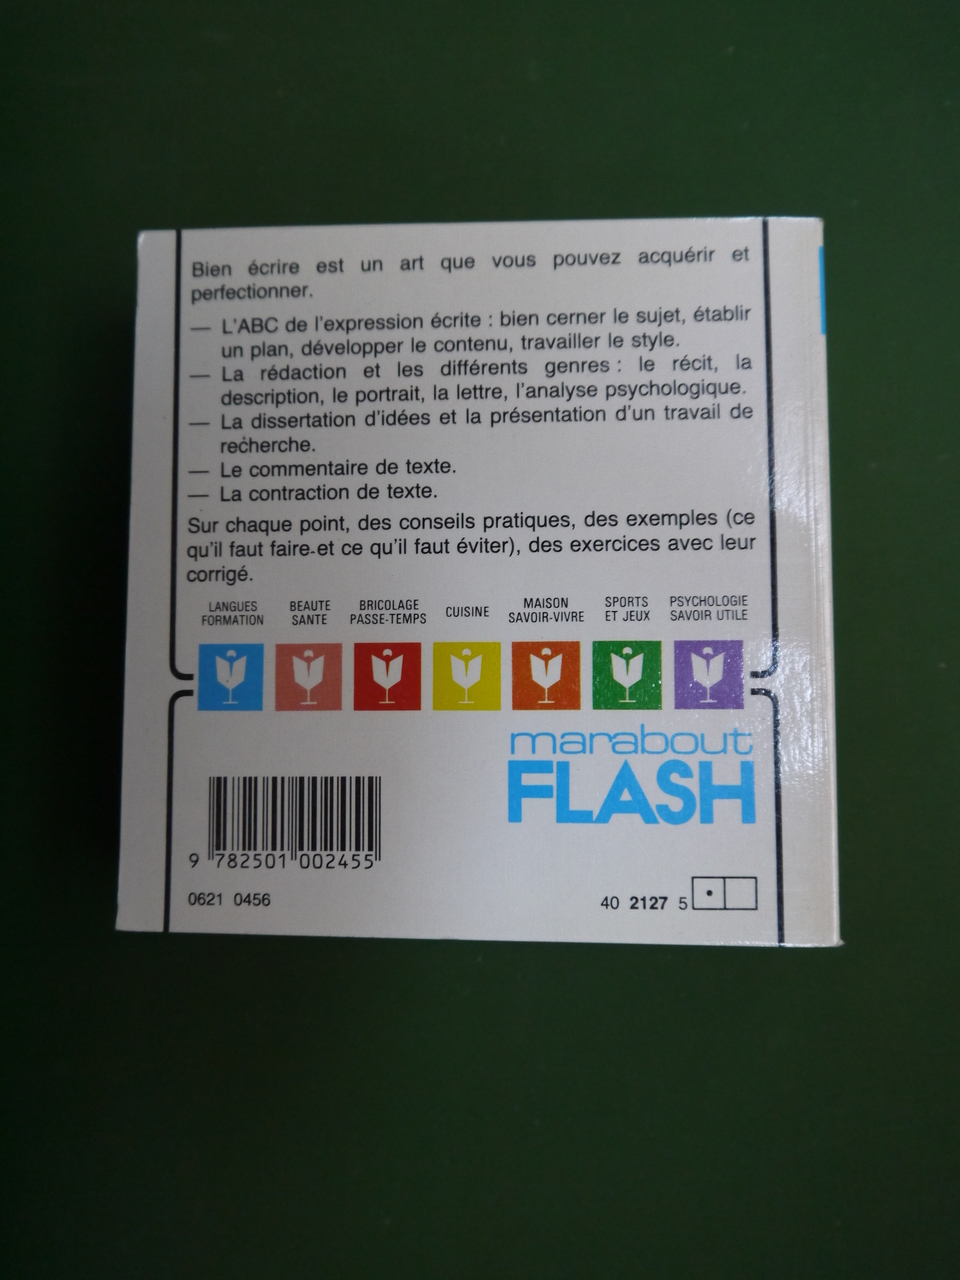 Bien écrire est un art que vous pouvez acquérir et
perfectionner.
— L'ABC de l'expression écrite : bien cerner le sujet, établir
un plan, développer le contenu, travailler le style.
— La rédaction et les différents genres : le récit, la
description, le portrait, la lettre, l'analyse psychologique.
— La dissertation d'idées et la présentation d'un travail de
recherche.
— Le commentaire de texte.
— La contraction de texte.
Sur chaque point, des conseils pratiques, des exemples (ce
qu'il faut faire et ce qu'il faut éviter), des exercices avec leur
corrigé.
LANGUES FORMATION
BEAUTE SANTE
BRICOLAGE PASSE-TEMPS
CUISINE
MAISON SAVOIR-VIVRE
SPORTS ET JEUX
PSYCHOLOGIE SAVOIR UTILE
marabout
FLASH
9 782501 002455
0621 0456
40 2127 5